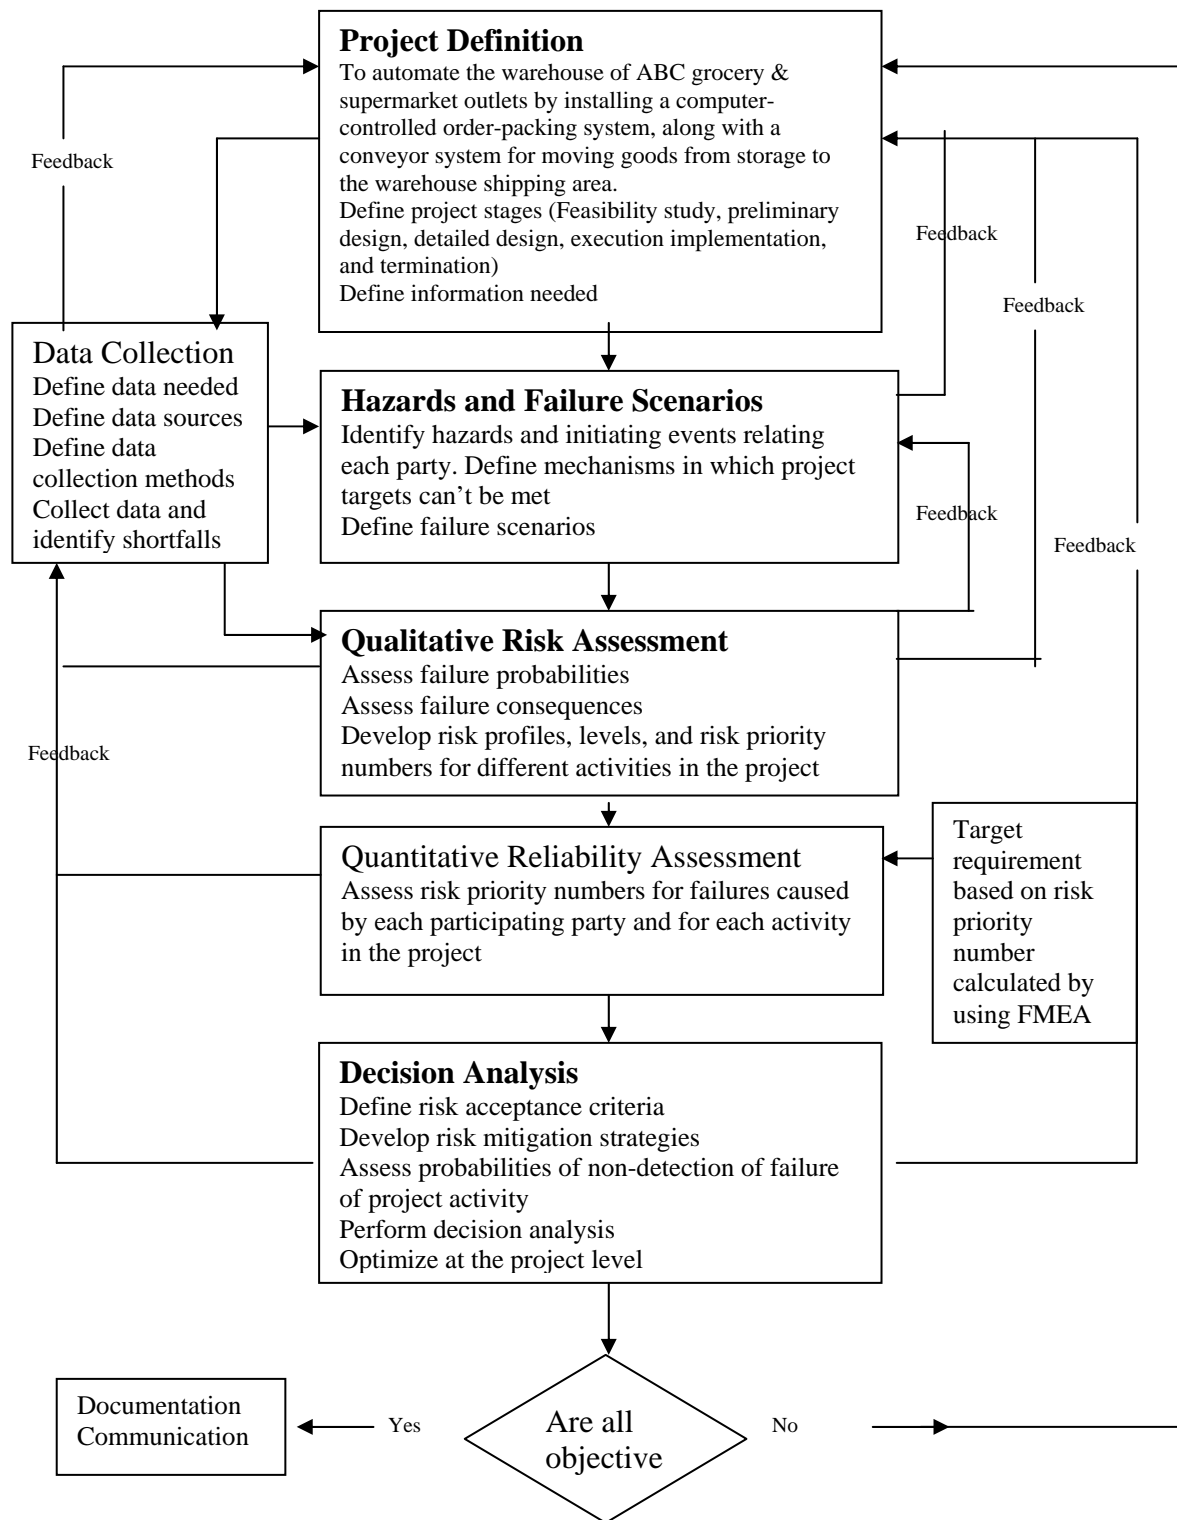 Project Definition
To automate the warehouse of ABC grocery &
supermarket outlets by installing a computer-
controlled order-packing system, along with a
conveyor system for moving goods from storage to
the warehouse shipping area.
Define project stages (Feasibility study, preliminary
design, detailed design, execution implementation,
and termination)
Define information needed
Feedback
Feedback
Feedback
Data Collection
Define data needed
Define data sources
Define data
collection methods
Collect data and
identify shortfalls
Hazards and Failure Scenarios
Identify hazards and initiating events relating
each party. Define mechanisms in which project
targets can't be met
Define failure scenarios
Feedback
Feedback
Qualitative Risk Assessment
Assess failure probabilities
Assess failure consequences
Develop risk profiles, levels, and risk priority
numbers for different activities in the project
Feedback
Quantitative Reliability Assessment
Assess risk priority numbers for failures caused
by each participating party and for each activity
in the project
Target
requirement
based on risk
priority
number
calculated by
using FMEA
Decision Analysis
Define risk acceptance criteria
Develop risk mitigation strategies
Assess probabilities of non-detection of failure
of project activity
Perform decision analysis
Optimize at the project level
Documentation
Communication
Yes
Are all
objective
No